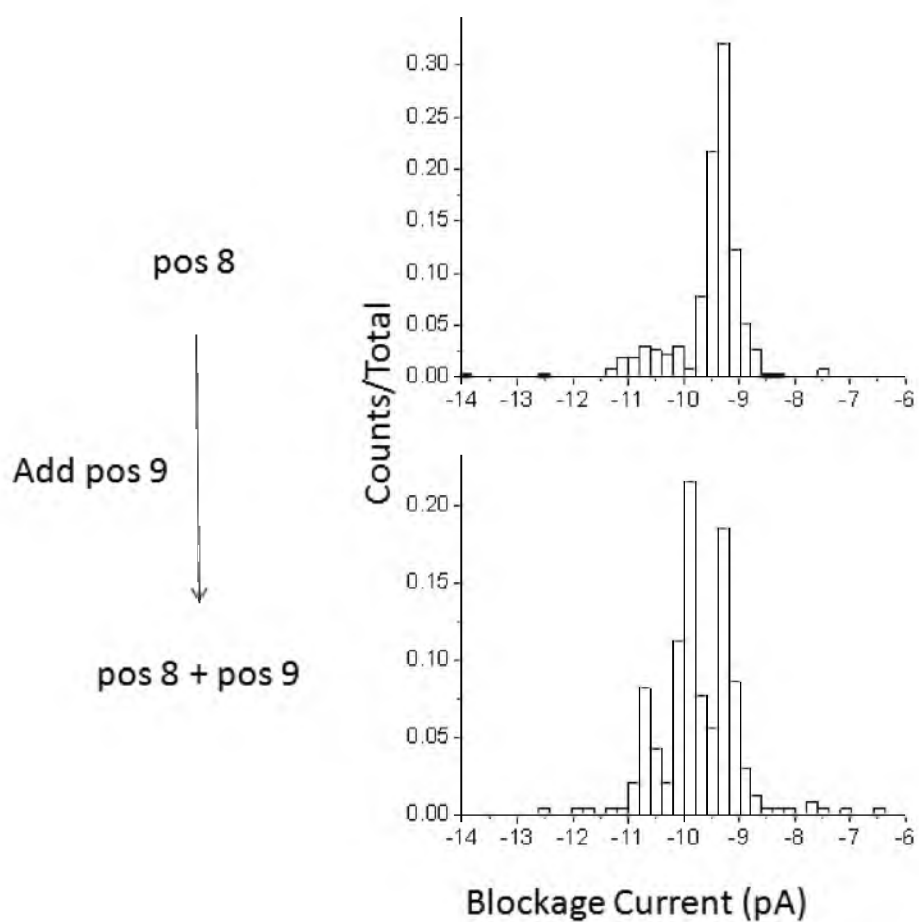 pos 8
Add pos 9
pos 8 + pos 9
Counts/Total
0.30
0.25
0.20
0.15
0.10
0.05
0.00
-14 -13 -12 -11 -10 -9 -8 -7 -6
0.20
0.15
0.10
0.05
0.00
-14 -13 -12 -11 -10 -9 -8 -7 -6
Blockage Current (pA)